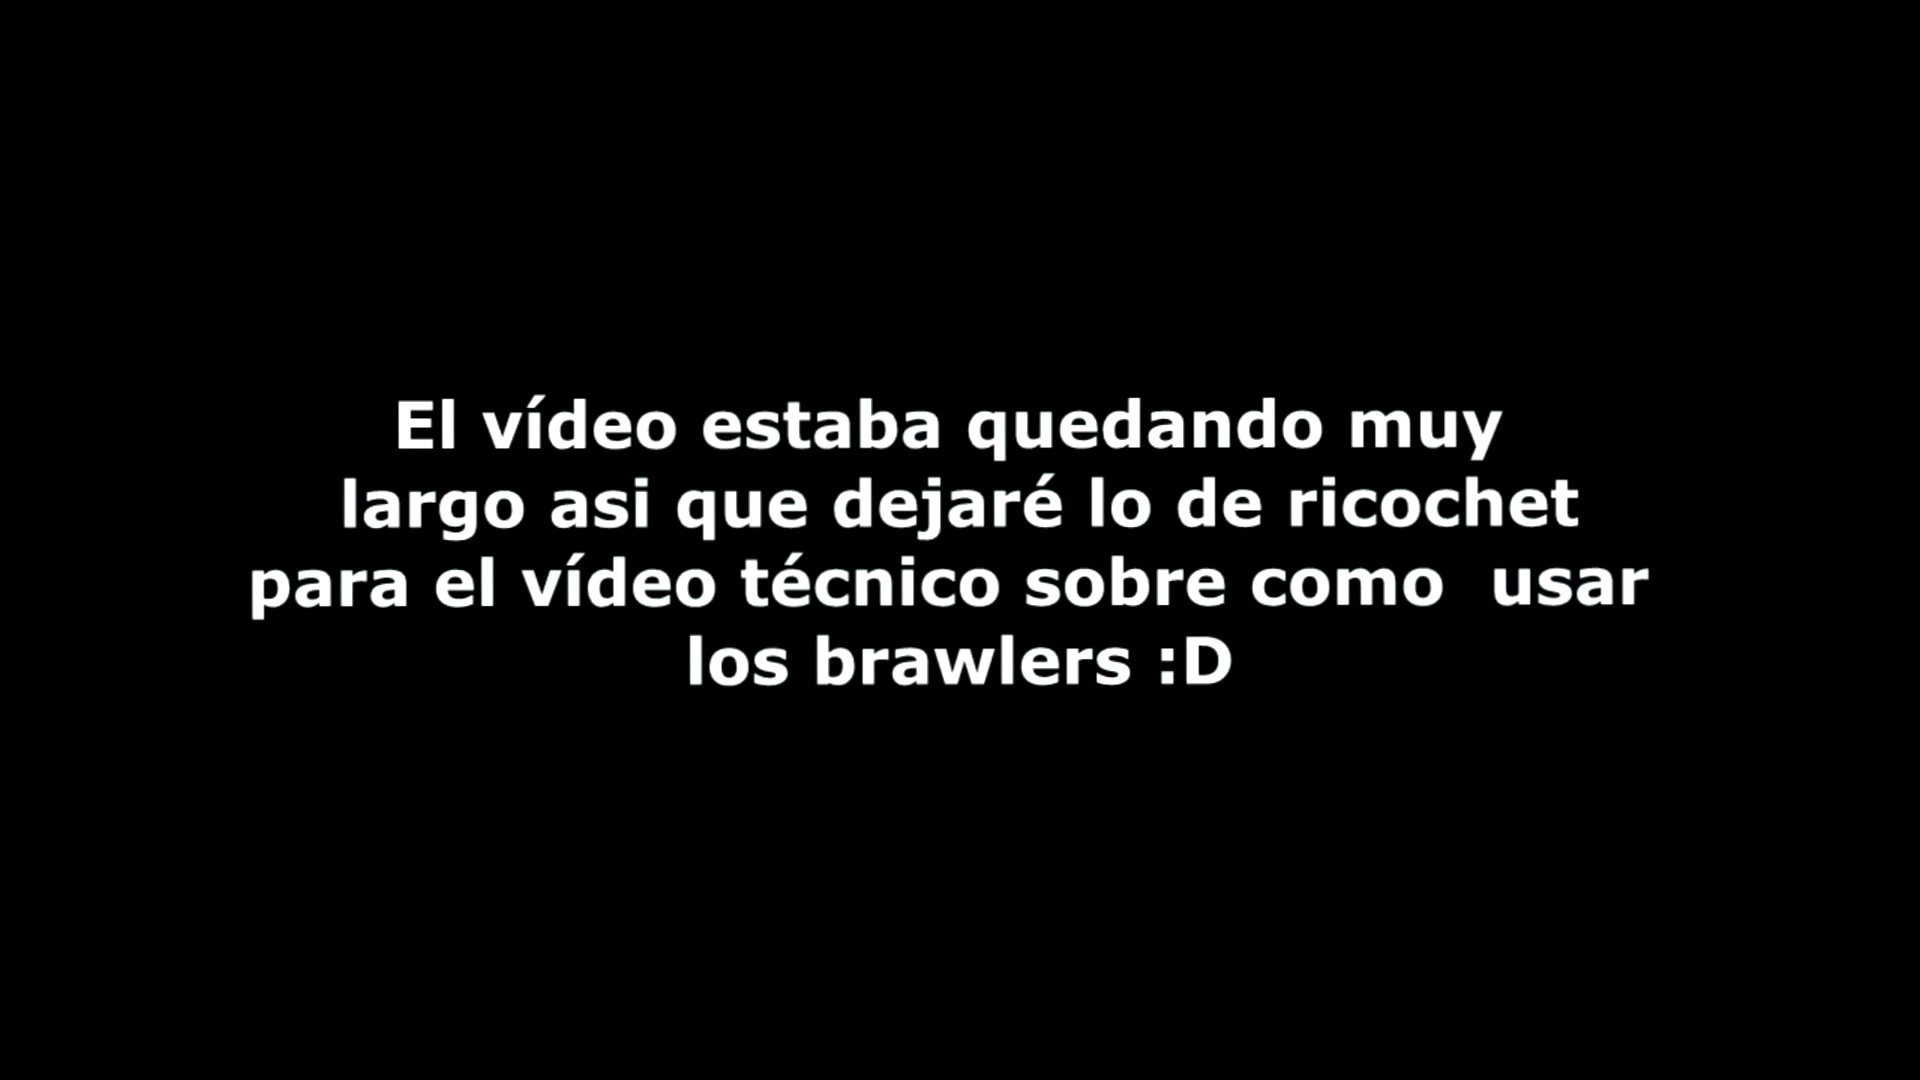 El vídeo estaba quedando muy
largo asi que dejaré lo de ricochet
para el vídeo técnico sobre como  usar
los brawlers :D